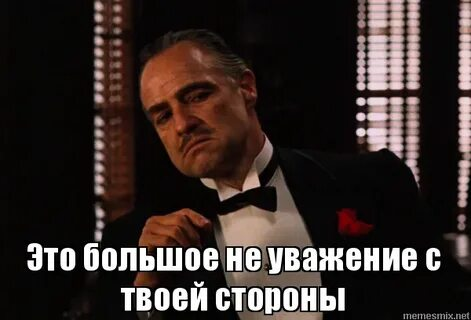 Это большое не уважение с
твоей стороны
memesmix.net